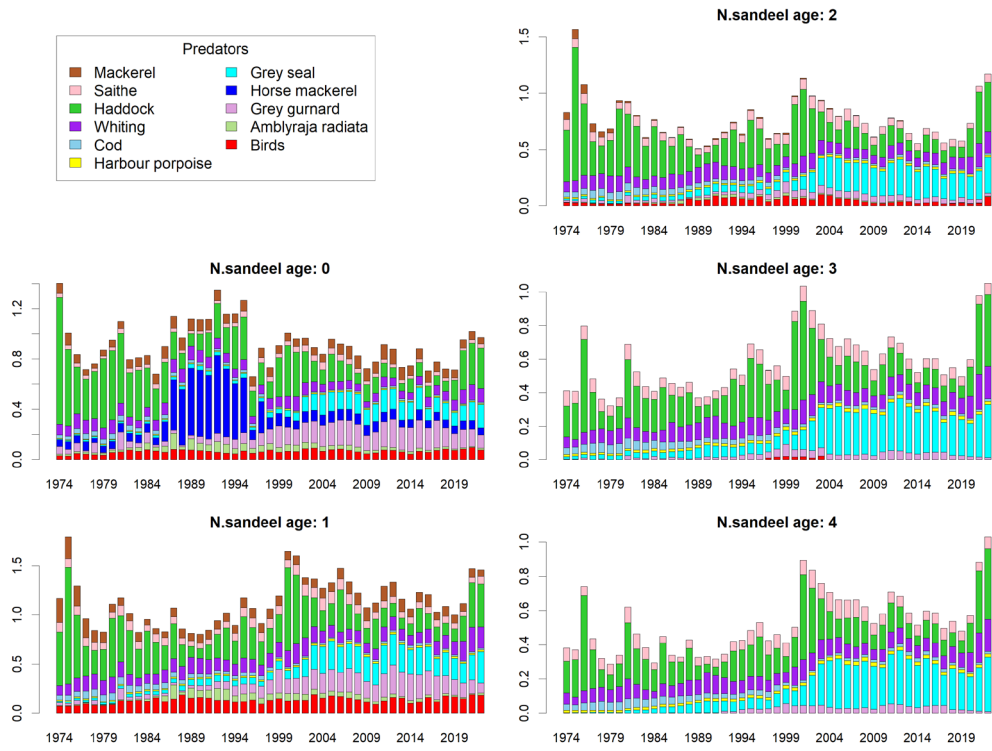 Predators
Mackerel
Saithe
Haddock
Whiting
Cod
Harbour porpoise
Grey seal
Horse mackerel
Grey gurnard
Amblyraja radiata
Birds
N.sandeel age: 2
0.0 0.5 1.0 1.5
1974 1979 1984 1989 1994 1999 2004 2009 2014 2019
N.sandeel age: 0
0.0 0.4 0.8 1.2
1974 1979 1984 1989 1994 1999 2004 2009 2014 2019
N.sandeel age: 3
0.0 0.2 0.4 0.6 0.8 1.0
1974 1979 1984 1989 1994 1999 2004 2009 2014 2019
N.sandeel age: 1
0.0 0.5 1.0 1.5
1974 1979 1984 1989 1994 1999 2004 2009 2014 2019
N.sandeel age: 4
0.0 0.2 0.4 0.6 0.8 1.0
1974 1979 1984 1989 1994 1999 2004 2009 2014 2019